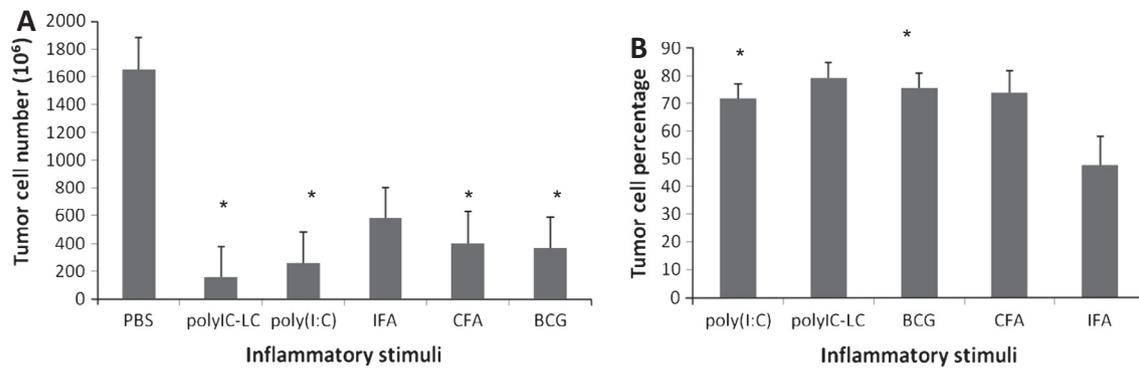 A
Tumor cell number (10⁶)
2000
1800
1600
1400
1200
1000
800
600
400
200
0
* * * *
PBS polyIC-LC poly(I:C) IFA CFA BCG
Inflammatory stimuli
B
Tumor cell percentage
90
80
70
60
50
40
30
20
10
0
* *
poly(I:C) polyIC-LC BCG CFA IFA
Inflammatory stimuli